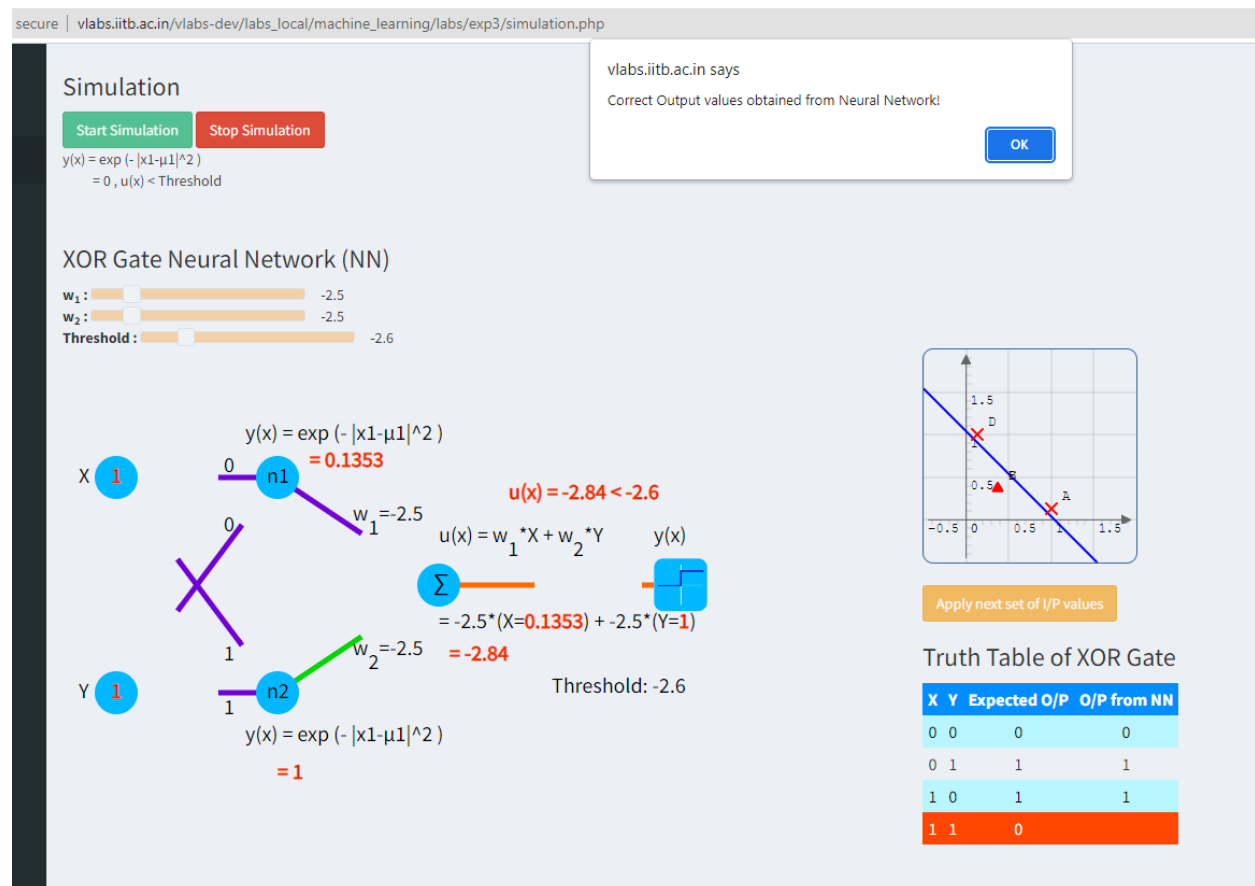 secure | vlabs.iitb.ac.in/vlabs-dev/labs_local/machine_learning/labs/exp3/simulation.php
vlabs.iitb.ac.in says
Correct Output values obtained from Neural Network!
OK
Simulation
Start Simulation Stop Simulation
y(x) = exp (- |x1-μ1|^2 )
= 0 , u(x) < Threshold
XOR Gate Neural Network (NN)
w1 : -2.5
w2 : -2.5
Threshold : -2.6
y(x) = exp (- |x1-μ1|^2 )
= 0.1353
X 1 0 n1
u(x) = -2.84 < -2.6
w1=-2.5
0
u(x) = w1*X + w2*Y y(x)
Σ
= -2.5*(X=0.1353) + -2.5*(Y=1)
1 w2=-2.5 = -2.84
Y 1 1 n2 Threshold: -2.6
y(x) = exp (- |x1-μ1|^2 )
= 1
1.5
D
1
B
0.5
A
-0.5 0 0.5 1 1.5
Apply next set of I/P values
Truth Table of XOR Gate
X Y Expected O/P O/P from NN
0 0 0 0
0 1 1 1
1 0 1 1
1 1 0